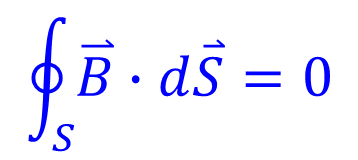 ∮_S B⃗ · dS⃗ = 0